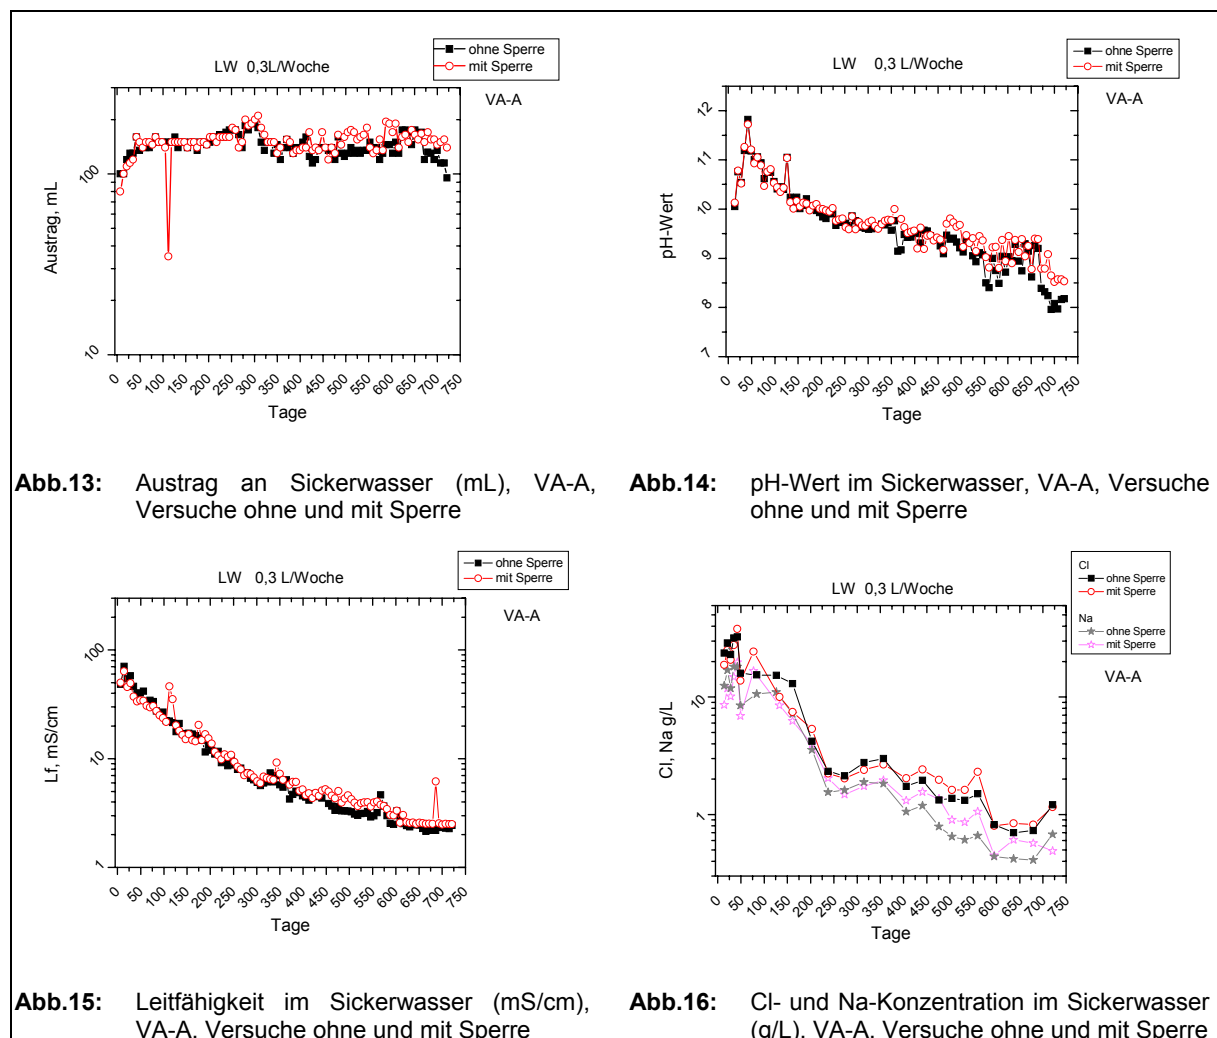 ohne Sperre
mit Sperre
LW 0,3L/Woche
VA-A
100
10
Austrag, mL
0 50 100 150 200 250 300 350 400 450 500 550 600 650 700 750
Tage
ohne Sperre
mit Sperre
LW 0,3 L/Woche
VA-A
12
11
10
9
8
7
pH-Wert
0 50 100 150 200 250 300 350 400 450 500 550 600 650 700 750
Tage
Abb.13: Austrag an Sickerwasser (mL), VA-A,
Versuche ohne und mit Sperre
Abb.14: pH-Wert im Sickerwasser, VA-A, Versuche
ohne und mit Sperre
ohne Sperre
mit Sperre
LW 0,3 L/Woche
VA-A
100
10
1
Lf, mS/cm
0 50 100 150 200 250 300 350 400 450 500 550 600 650 700 750
Tage
Cl
ohne Sperre
mit Sperre
Na
ohne Sperre
mit Sperre
LW 0,3 L/Woche
VA-A
10
1
Cl, Na g/L
0 50 100 150 200 250 300 350 400 450 500 550 600 650 700 750
Tage
Abb.15: Leitfähigkeit im Sickerwasser (mS/cm),
VA-A, Versuche ohne und mit Sperre
Abb.16: Cl- und Na-Konzentration im Sickerwasser
(g/L), VA-A, Versuche ohne und mit Sperre